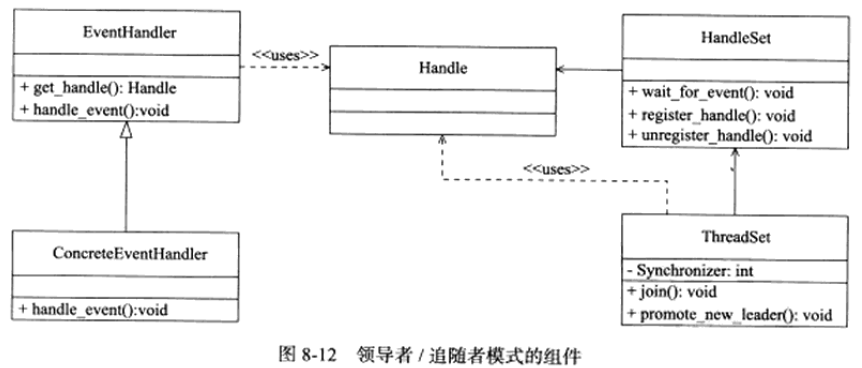 EventHandler
+ get_handle(): Handle
+ handle_event():void
<<uses>>
Handle
HandleSet
+ wait_for_event(): void
+ register_handle(): void
+ unregister_handle(): void
<<uses>>
ConcreteEventHandler
+ handle_event():void
ThreadSet
- Synchronizer: int
+ join(): void
+ promote_new_leader(): void
图 8-12 领导者 / 追随者模式的组件